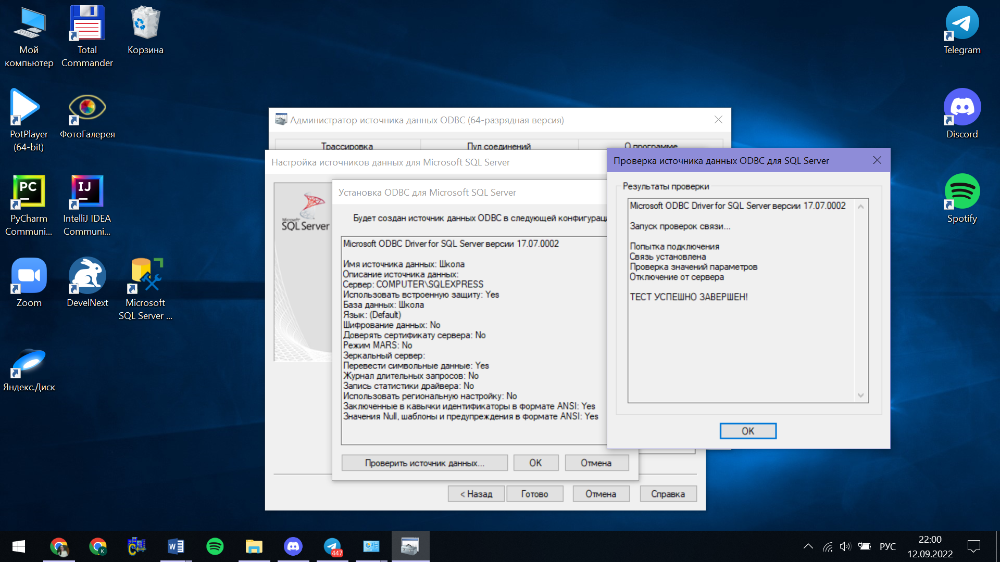 Мой
компьютер
Total
Commander
Корзина
PotPlayer
(64-bit)
ФотоГалерея
PC
PyCharm
Communi...
IJ
IntelliJ IDEA
Communi...
Zoom
DevelNext
Microsoft
SQL Server ...
Яндекс.Диск
Telegram
Discord
Spotify
Администратор источника данных ODBC (64-разрядная версия)
Трассировка
Пул соединений
О программе
Настройка источников данных для Microsoft SQL Server
Microsoft
SQL Server
Установка ODBC для Microsoft SQL Server
Будет создан источник данных ODBC в следующей конфигураци
Microsoft ODBC Driver for SQL Server версии 17.07.0002
Имя источника данных: Школа
Описание источника данных:
Сервер: COMPUTER\SQLEXPRESS
Использовать встроенную защиту: Yes
База данных: Школа
Язык: (Default)
Шифрование данных: No
Доверять сертификату сервера: No
Режим MARS: No
Зеркальный сервер:
Перевести символьные данные: Yes
Журнал длительных запросов: No
Запись статистики драйвера: No
Использовать региональную настройку: No
Заключенные в кавычки идентификаторы в формате ANSI: Yes
Значения Null, шаблоны и предупреждения в формате ANSI: Yes
Проверить источник данных...
OK
Отмена
< Назад
Готово
Отмена
Справка
Проверка источника данных ODBC для SQL Server
Результаты проверки
Microsoft ODBC Driver for SQL Server версии 17.07.0002
Запуск проверок связи...
Попытка подключения
Связь установлена
Проверка значений параметров
Отключение от сервера
ТЕСТ УСПЕШНО ЗАВЕРШЕН!
OK
K
C++
W
447
РУС
22:00
12.09.2022